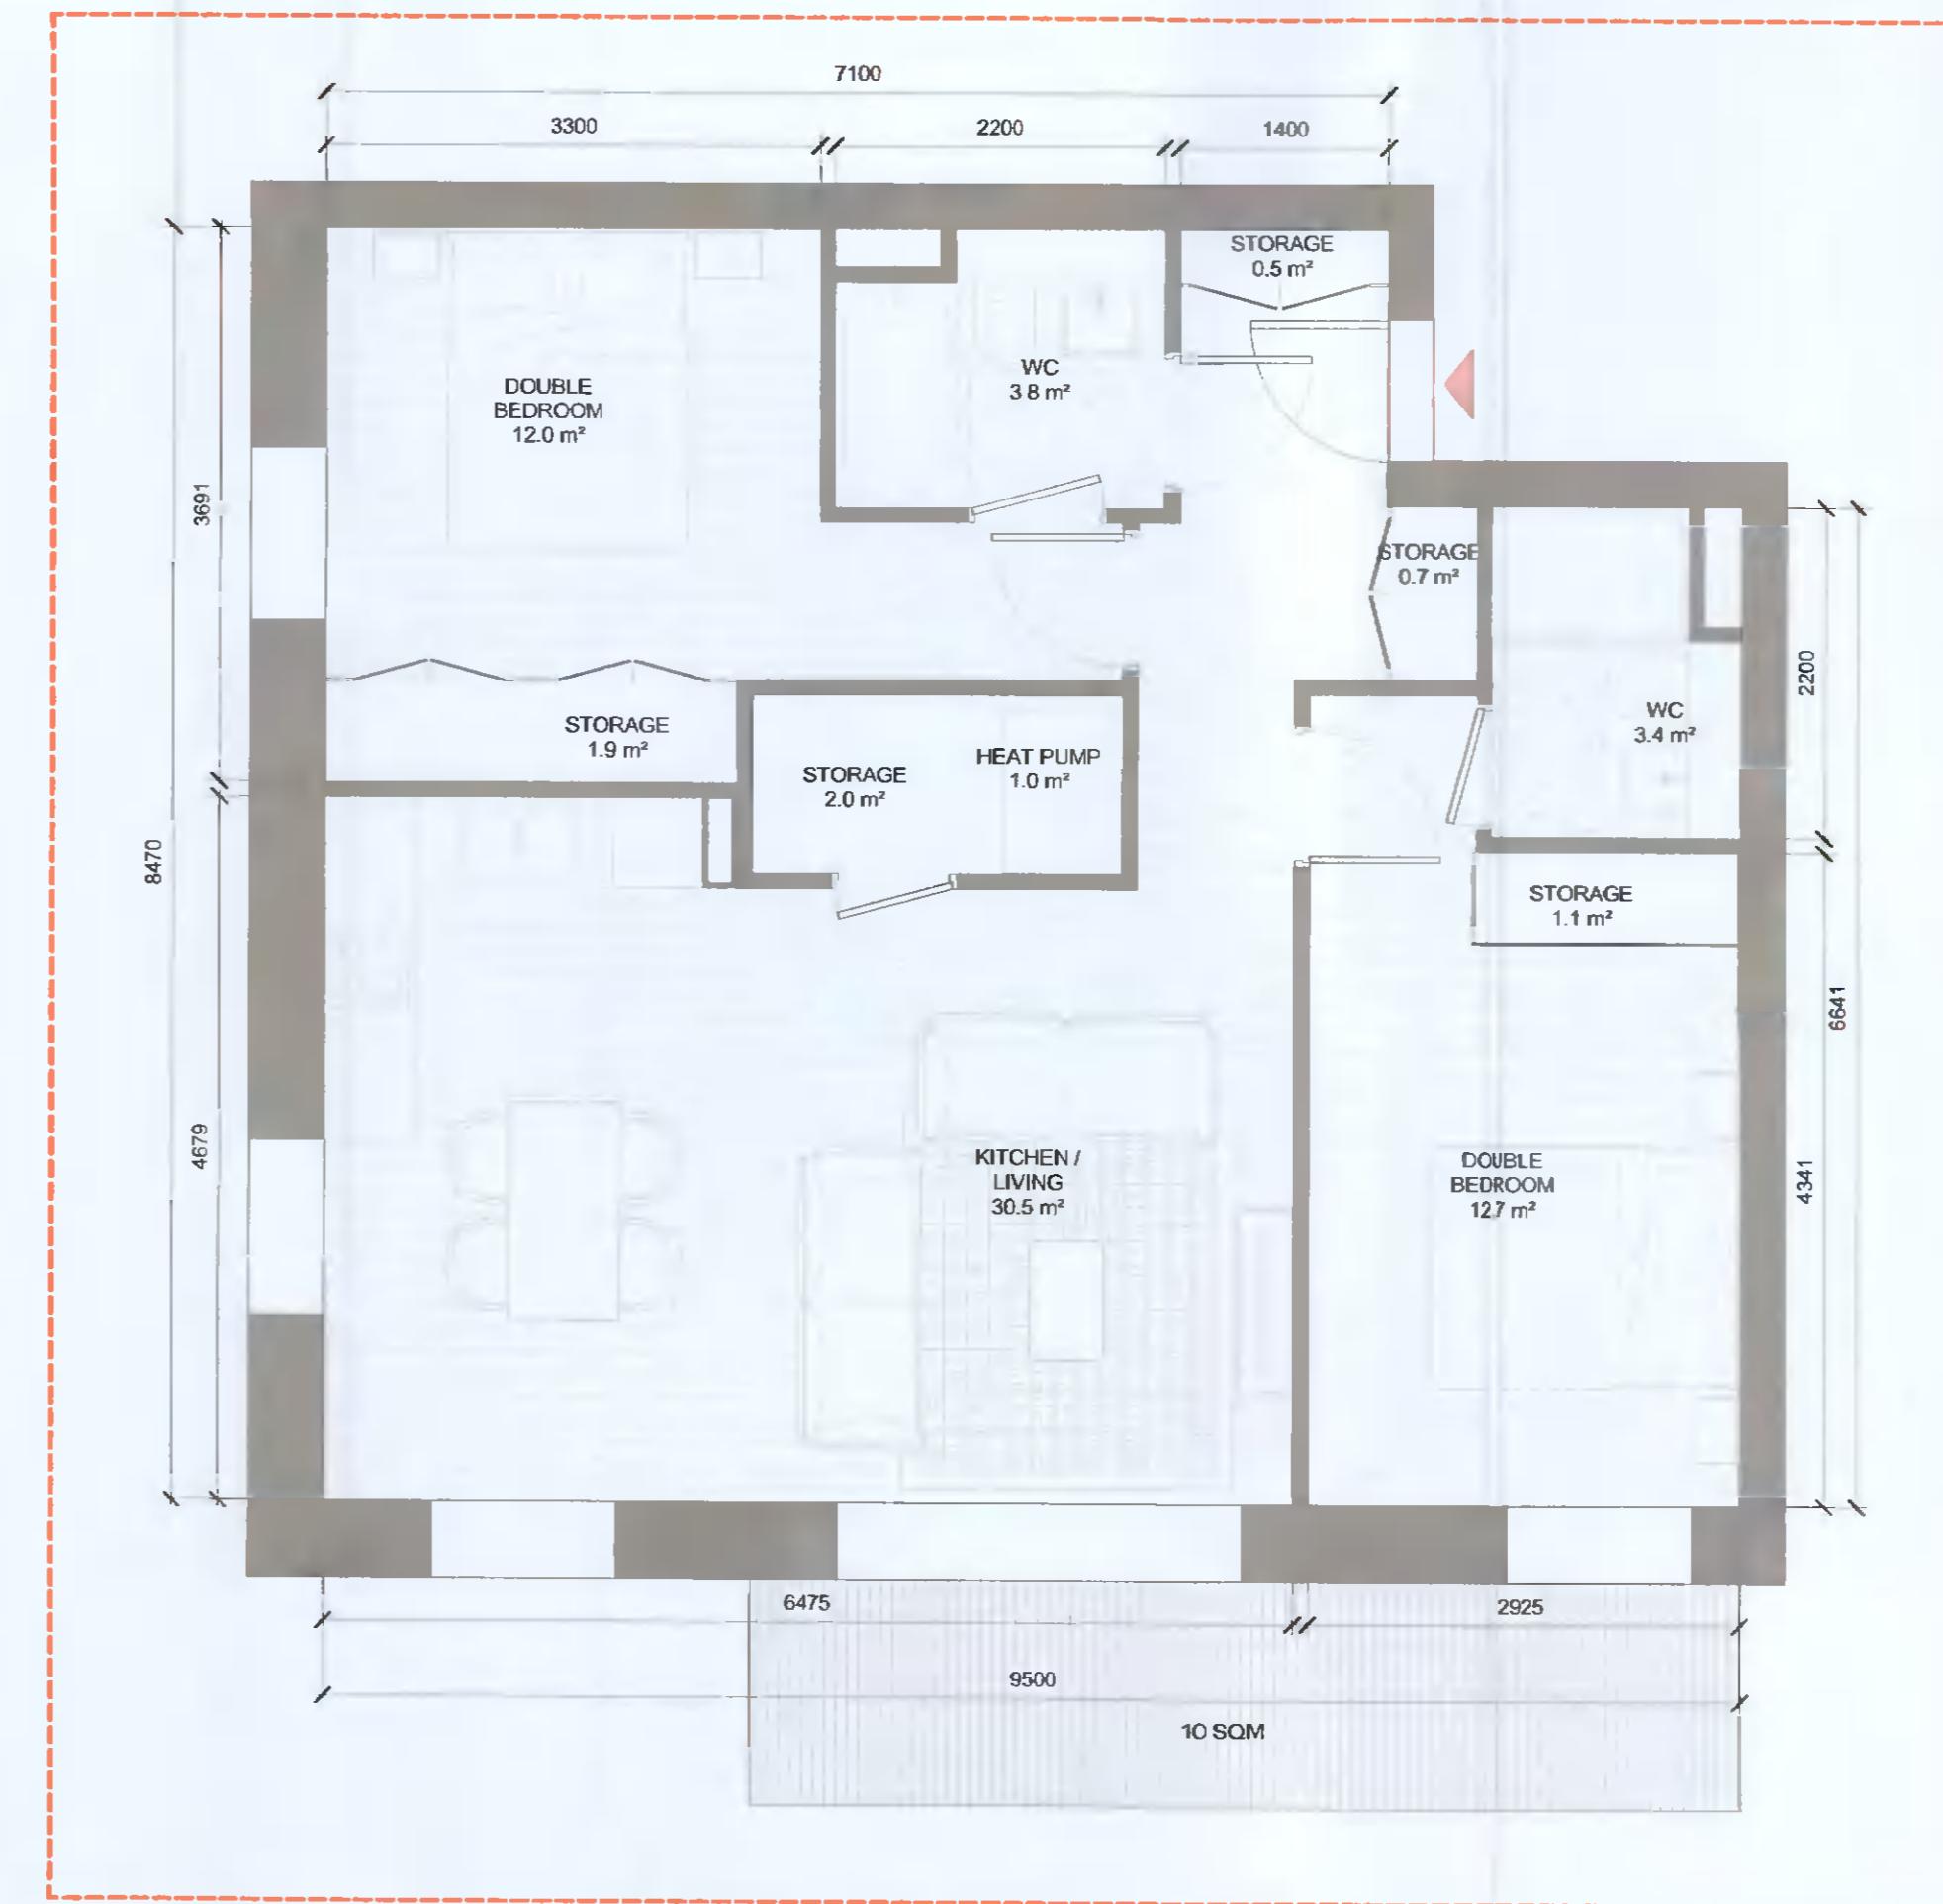 7100
3300
2200
1400
STORAGE
0.5 m²
WC
3 8 m²
DOUBLE
BEDROOM
12.0 m²
3691
STORAGE
0.7 m²
2200
WC
3.4 m²
STORAGE
1.9 m²
STORAGE
2.0 m²
HEAT PUMP
1.0 m²
8470
STORAGE
1.1 m²
6641
4679
KITCHEN /
LIVING
30.5 m²
DOUBLE
BEDROOM
127 m²
4341
6475
2925
9500
10 SQM